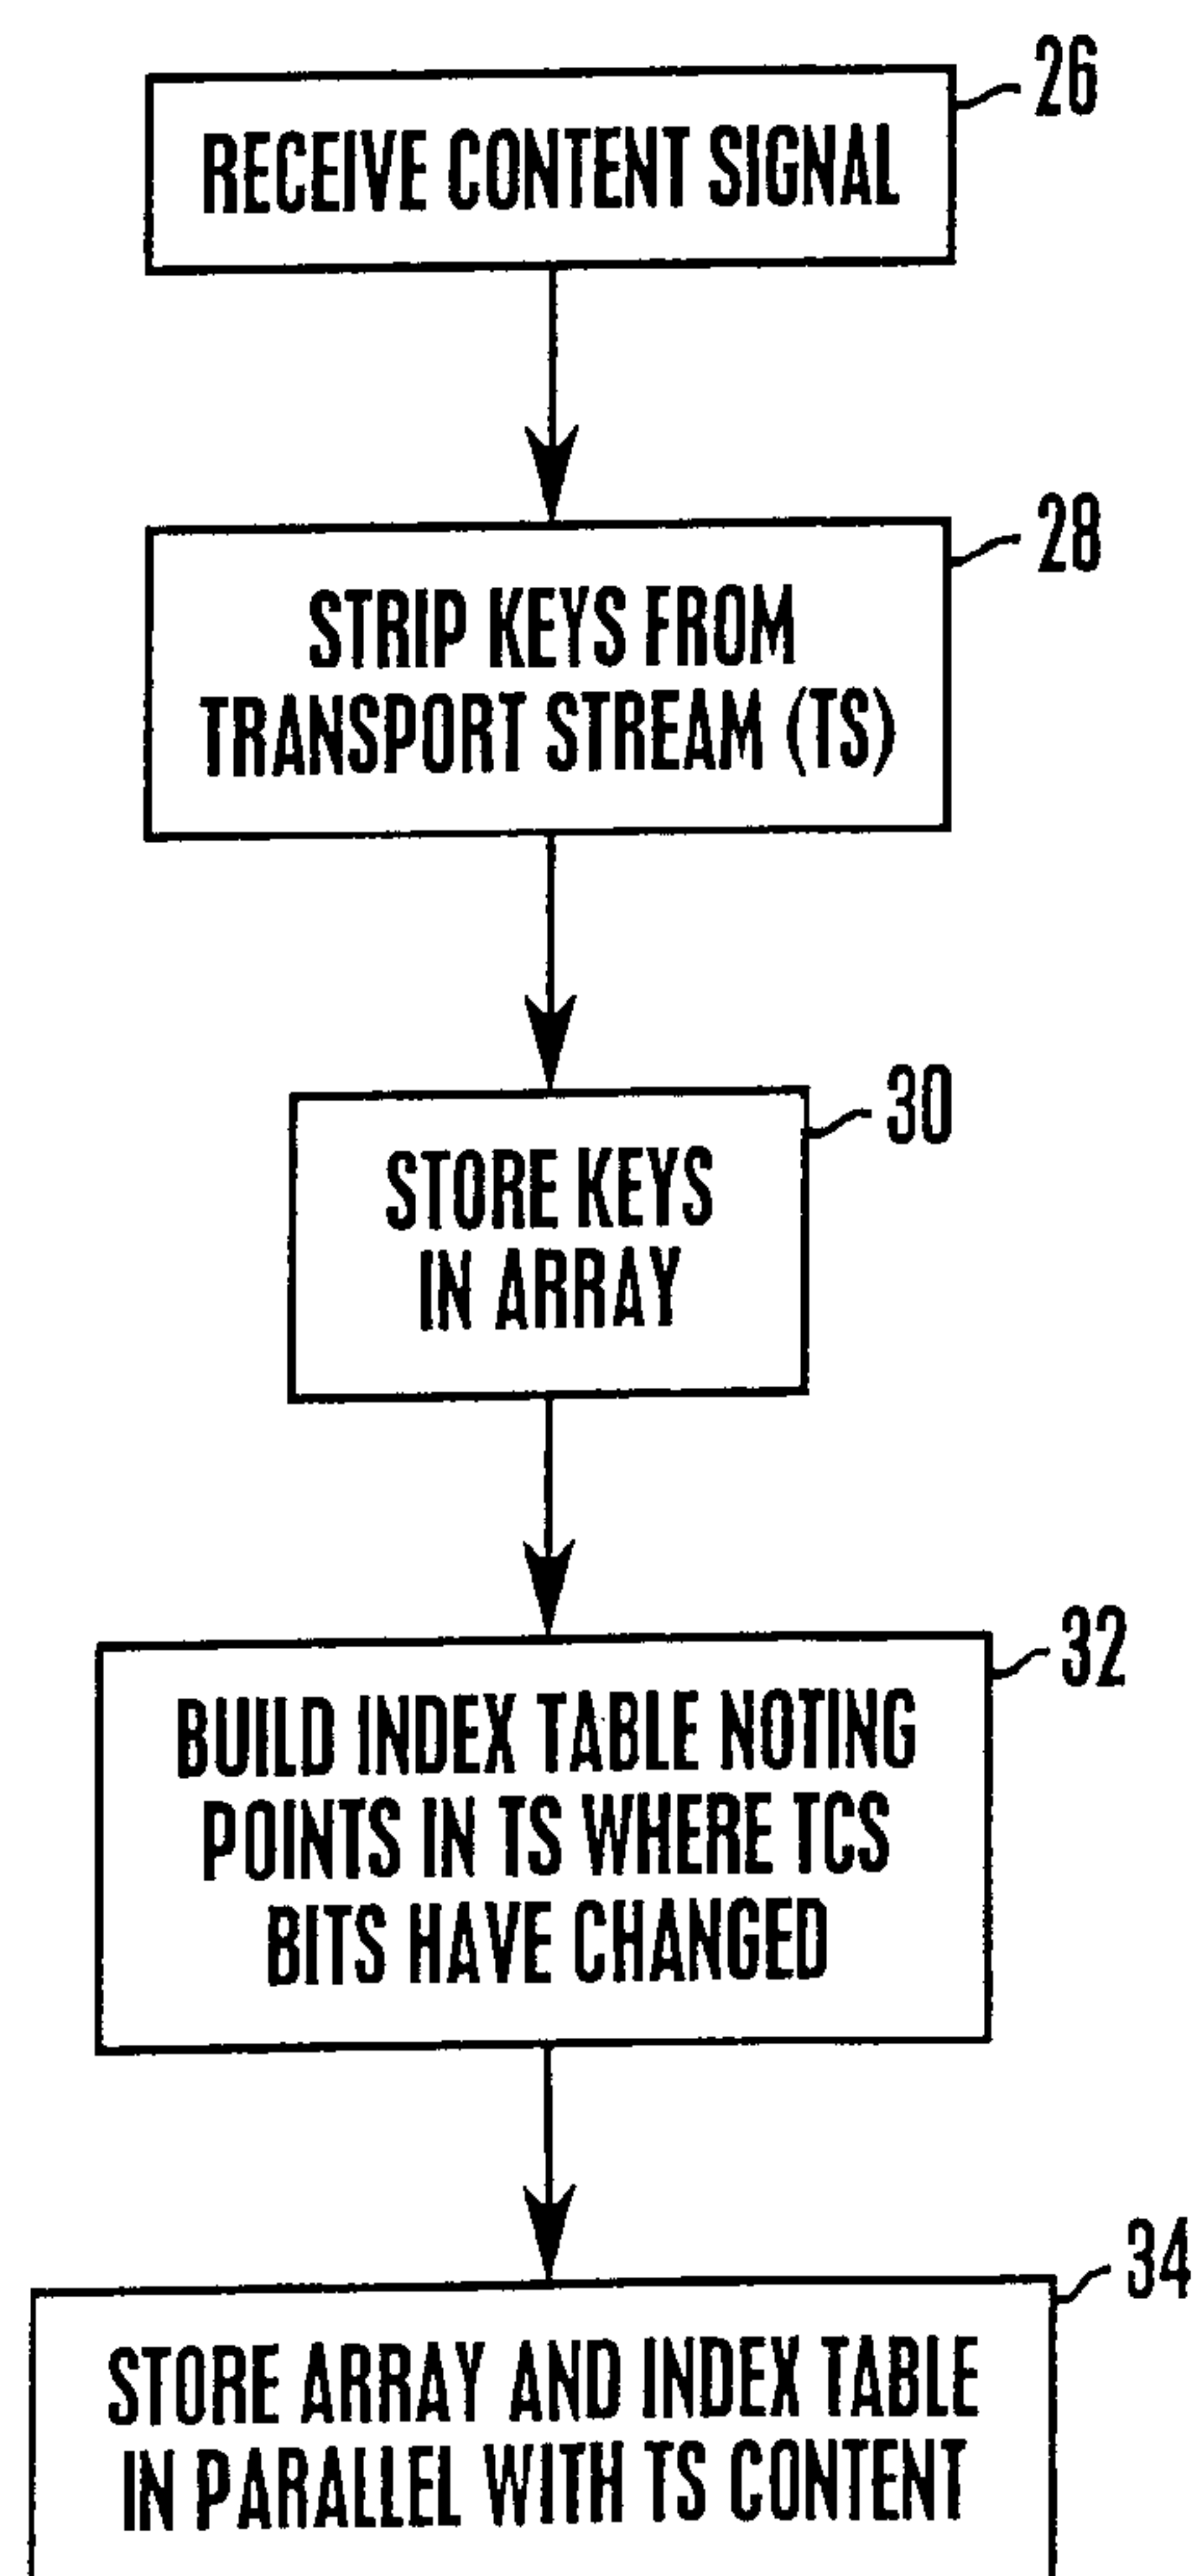 26
RECEIVE CONTENT SIGNAL
28
STRIP KEYS FROM
TRANSPORT STREAM (TS)
30
STORE KEYS
IN ARRAY
32
BUILD INDEX TABLE NOTING
POINTS IN TS WHERE TCS
BITS HAVE CHANGED
34
STORE ARRAY AND INDEX TABLE
IN PARALLEL WITH TS CONTENT